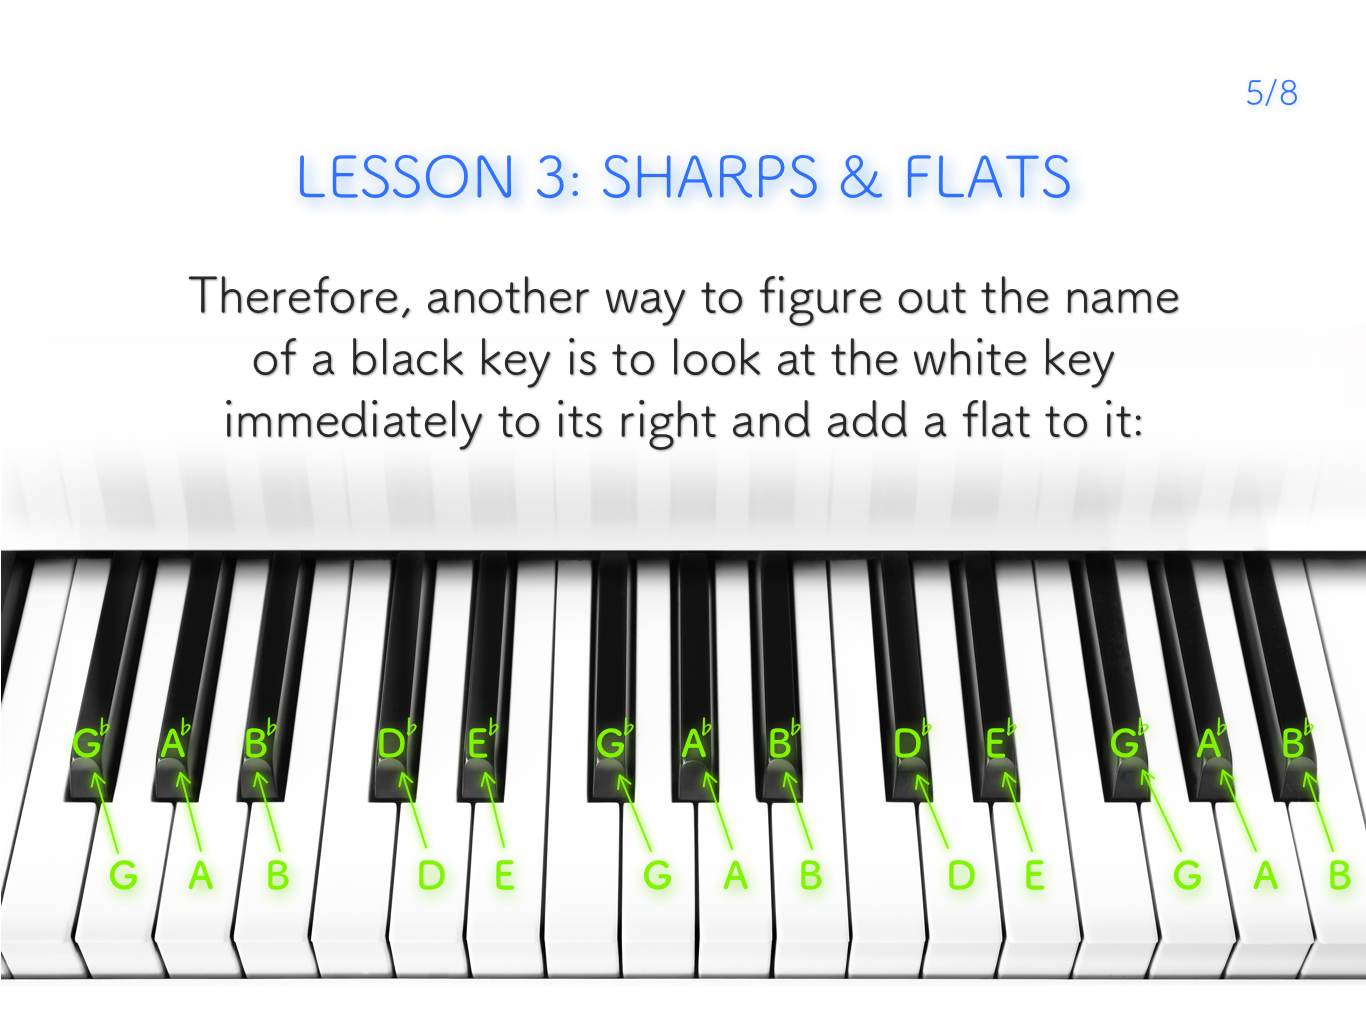 5/8
LESSON 3: SHARPS & FLATS
Therefore, another way to figure out the name
of a black key is to look at the white key
immediately to its right and add a flat to it:
G♭ A♭ B♭ D♭ E♭ G♭ A♭ B♭ D♭ E♭ G♭ A♭ B♭
G A B D E G A B D E G A B